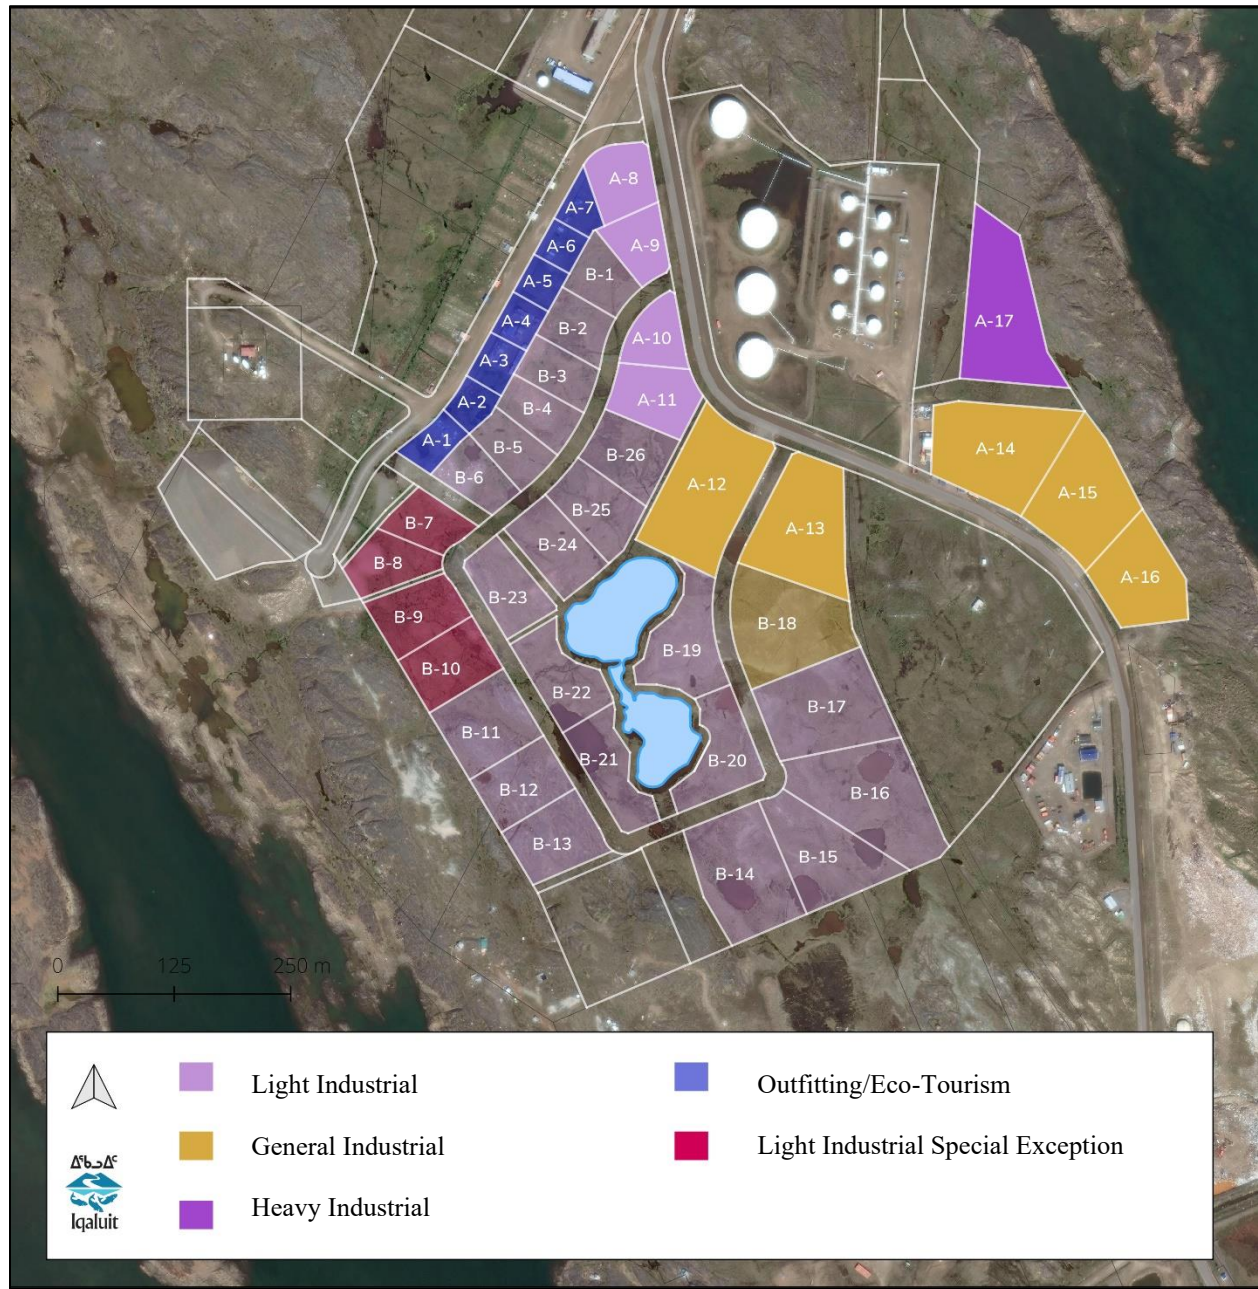 A-8
A-7
A-6
A-9
A-5
B-1
A-4
B-2
A-17
A-10
A-3
B-3
A-2
A-11
B-4
A-1
B-5
B-26
A-14
B-6
A-12
A-15
B-25
B-7
A-13
B-24
B-8
A-16
B-23
B-9
B-18
B-19
B-10
B-22
B-17
B-11
B-21
B-20
B-12
B-16
B-13
B-15
B-14
0 125 250 m
Light Industrial
Outfitting/Eco-Tourism
General Industrial
Light Industrial Special Exception
Heavy Industrial
ᐃᖃᓗᐃᑦ
Iqaluit